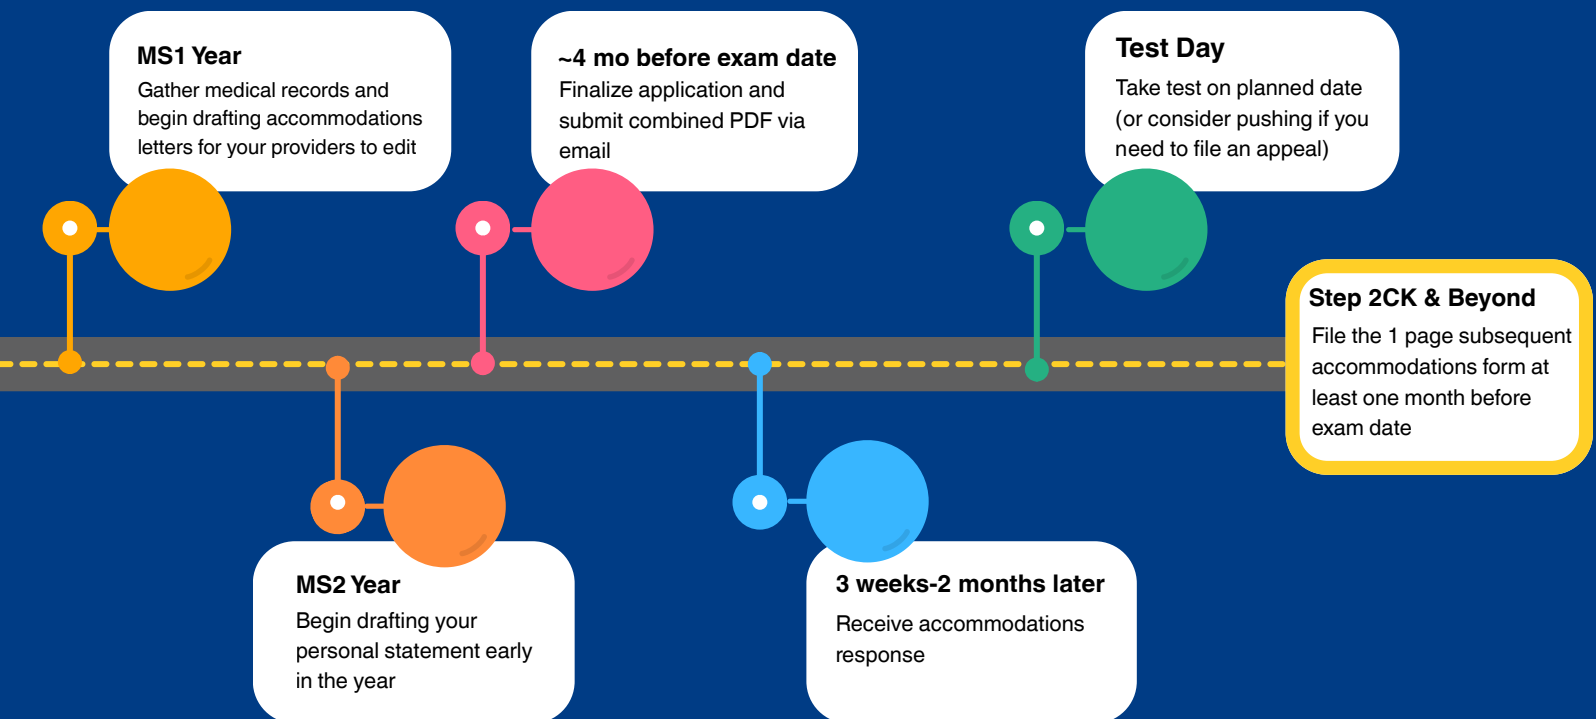 MS1 Year
Gather medical records and
begin drafting accommodations
letters for your providers to edit
MS2 Year
Begin drafting your
personal statement early
in the year
~4 mo before exam date
Finalize application and
submit combined PDF via
email
3 weeks-2 months later
Receive accommodations
response
Test Day
Take test on planned date
(or consider pushing if you
need to file an appeal)
Step 2CK & Beyond
File the 1 page subsequent
accommodations form at
least one month before
exam date